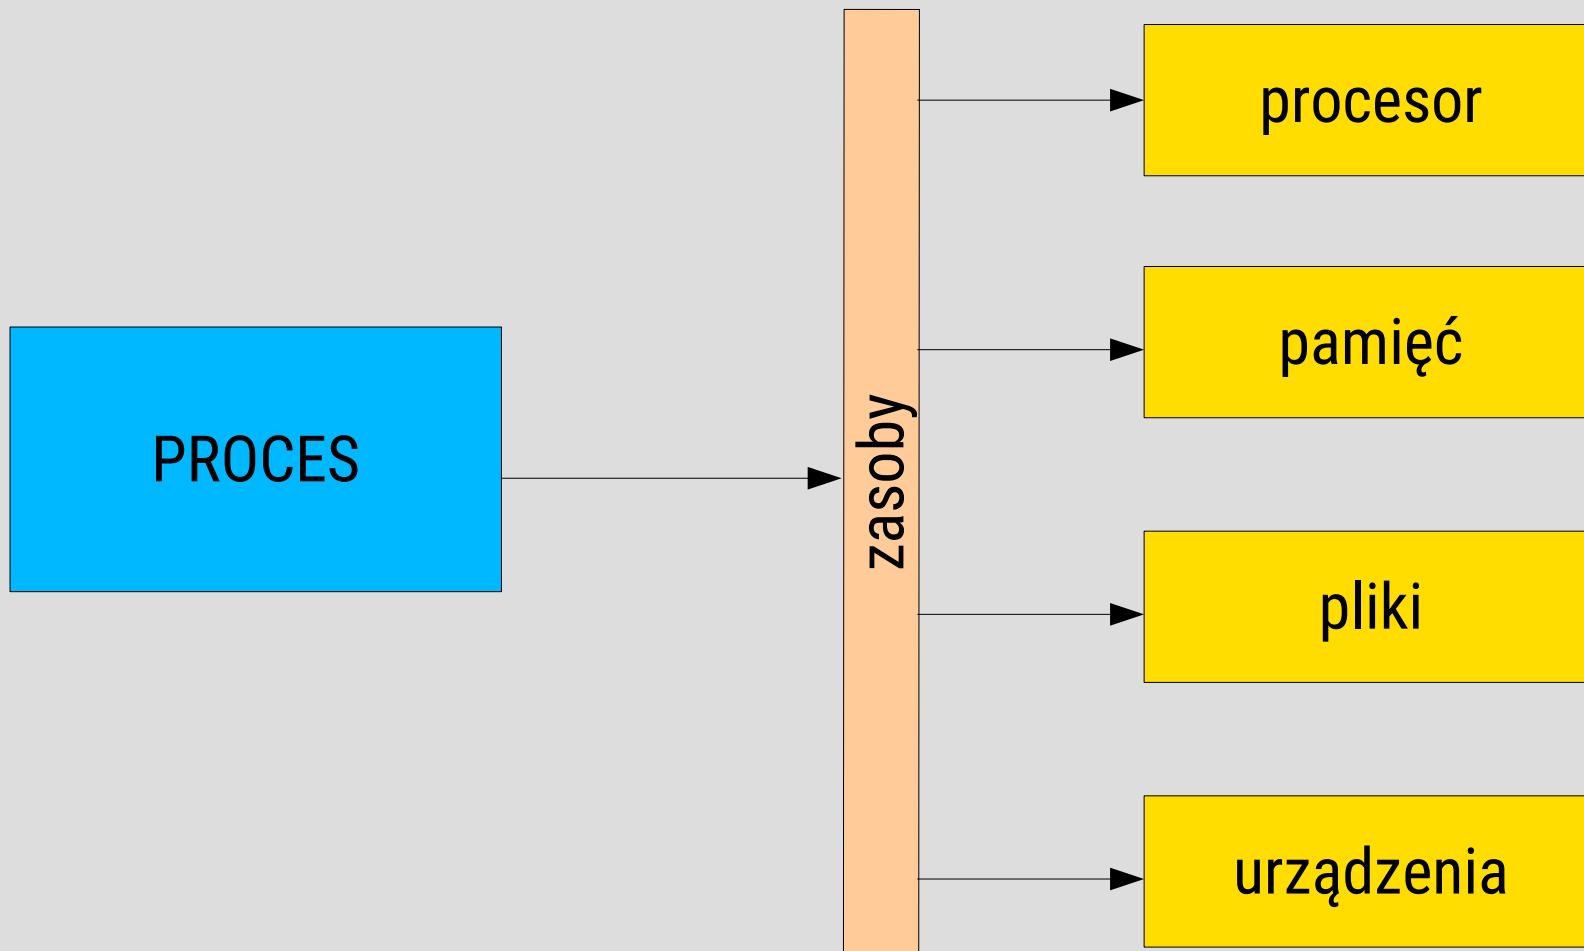 PROCES
zasoby
procesor
pamięć
pliki
urządzenia